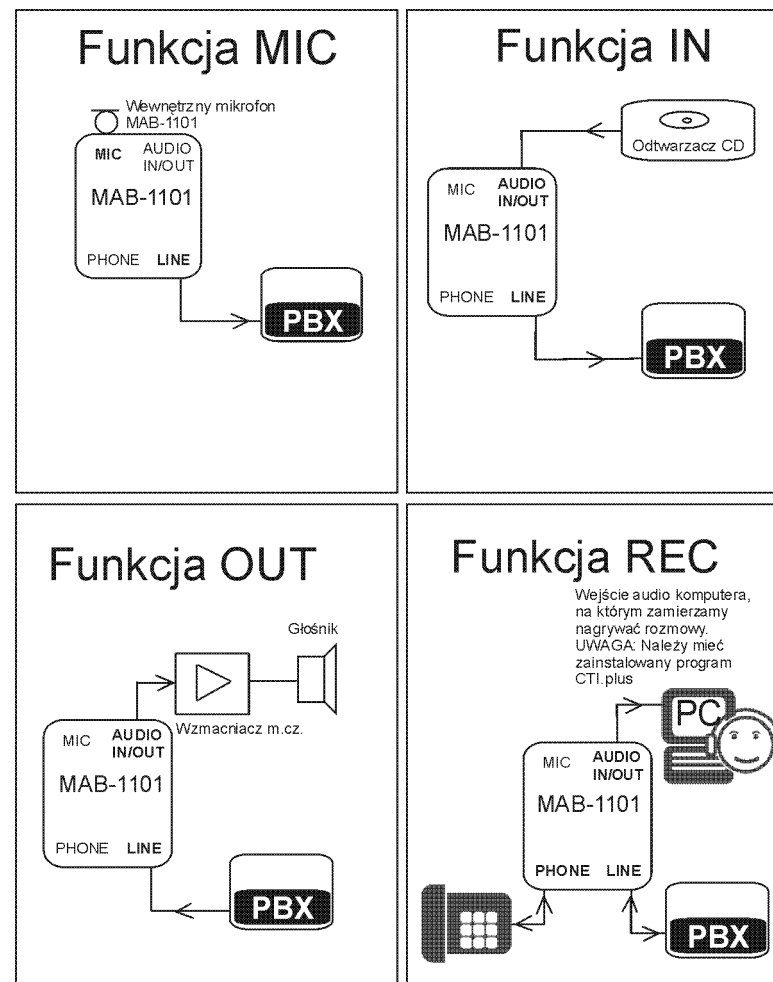 Funkcja MIC
Wewnętrzny mikrofon
MAB-1101
MIC AUDIO
IN/OUT
MAB-1101
PHONE LINE
PBX
Funkcja IN
Odtwarzacz CD
MIC AUDIO
IN/OUT
MAB-1101
PHONE LINE
PBX
Funkcja OUT
Głośnik
Wzmacniacz m.cz.
MIC AUDIO
IN/OUT
MAB-1101
PHONE LINE
PBX
Funkcja REC
Wejście audio komputera,
na którym zamierzamy
nagrywać rozmowy.
UWAGA: Należy mieć
zainstalowany program
CTI.plus
PC
MIC AUDIO
IN/OUT
MAB-1101
PHONE LINE
PBX